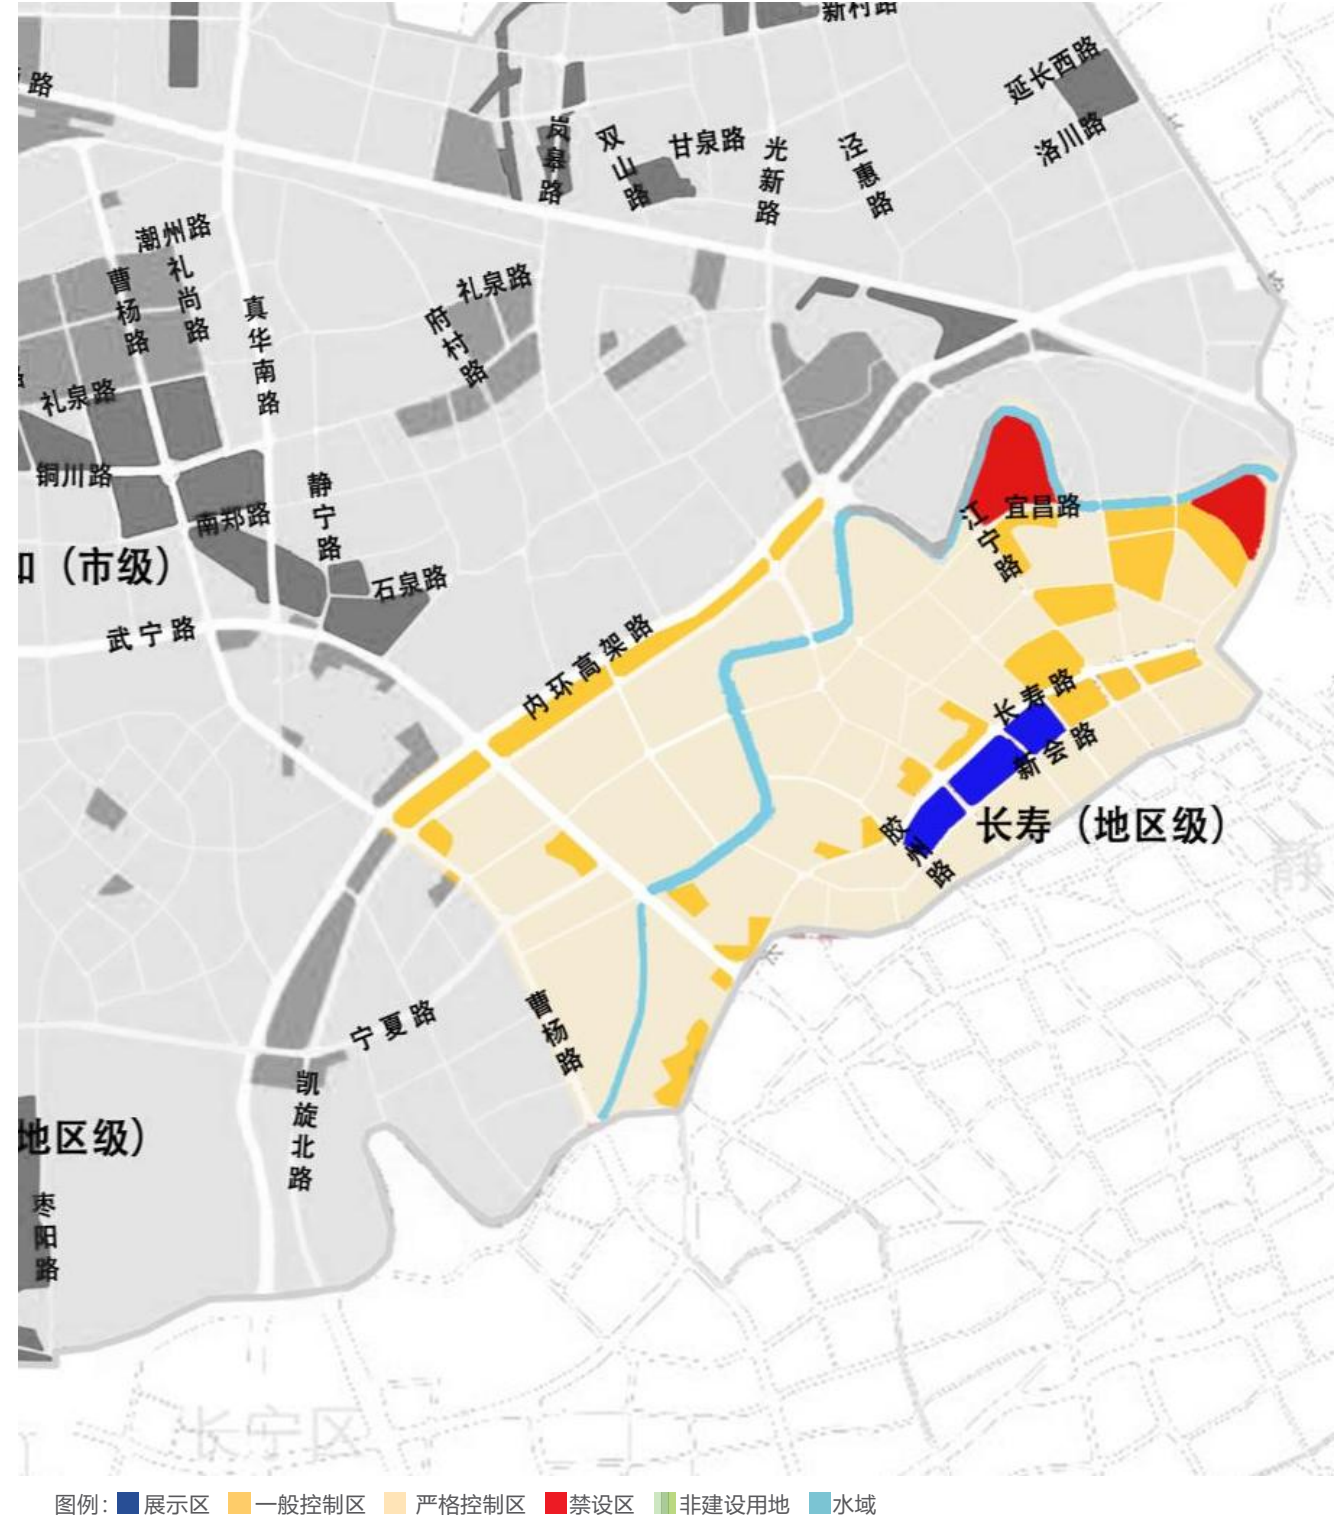 新村路
延长西路
路
岚皋路
双山路
甘泉路
光新路
泾惠路
洛川路
潮州路
礼尚路
曹杨路
真华南路
礼泉路
府村路
礼泉路
铜川路
静宁路
南郑路
江宁路
宜昌路
(市级)
石泉路
武宁路
内环高架路
长寿路
新会路
胶州路
长寿(地区级)
静
曹杨路
宁夏路
凯旋北路
地区级)
枣阳路
长宁区
图例:展示区 一般控制区 严格控制区 禁设区 非建设用地 水域